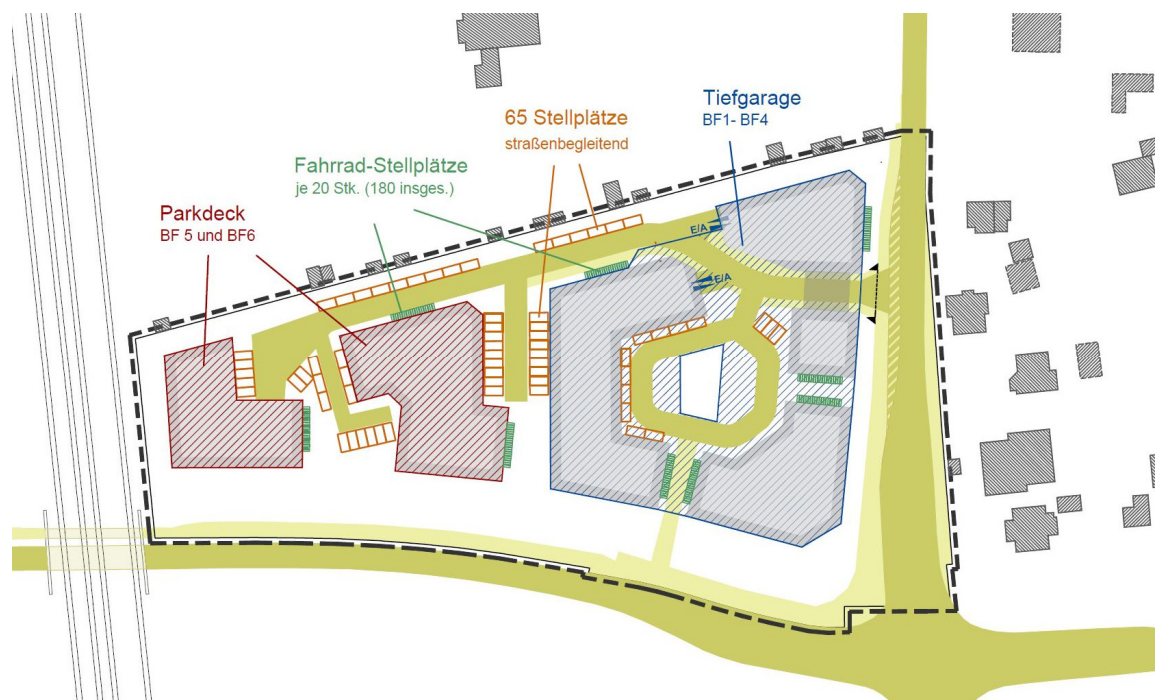 Tiefgarage
BF1- BF4
65 Stellplätze
straßenbegleitend
Fahrrad-Stellplätze
je 20 Stk. (180 insges.)
Parkdeck
BF 5 und BF6
E/A
E/A